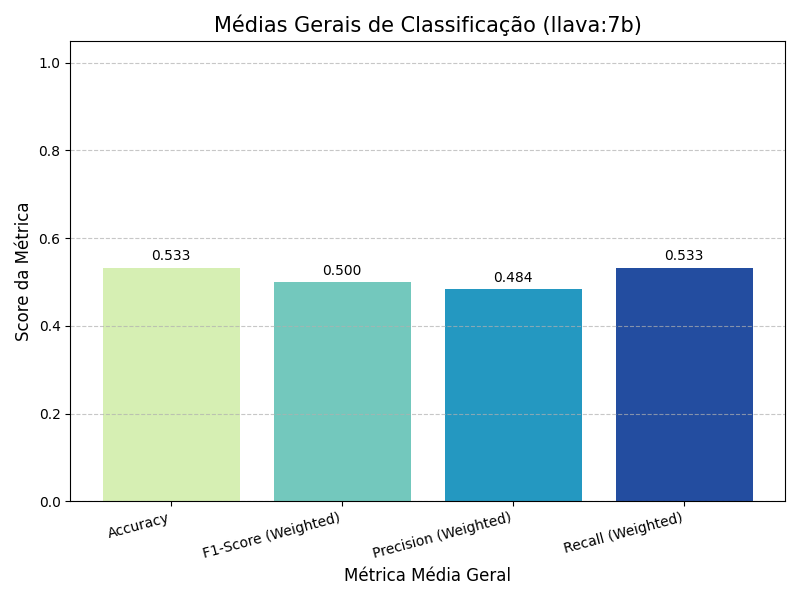 Médias Gerais de Classificação (llava:7b)
Score da Métrica
1.0
0.8
0.6
0.4
0.2
0.0
0.533
0.500
0.484
0.533
Accuracy
F1-Score (Weighted)
Precision (Weighted)
Recall (Weighted)
Métrica Média Geral